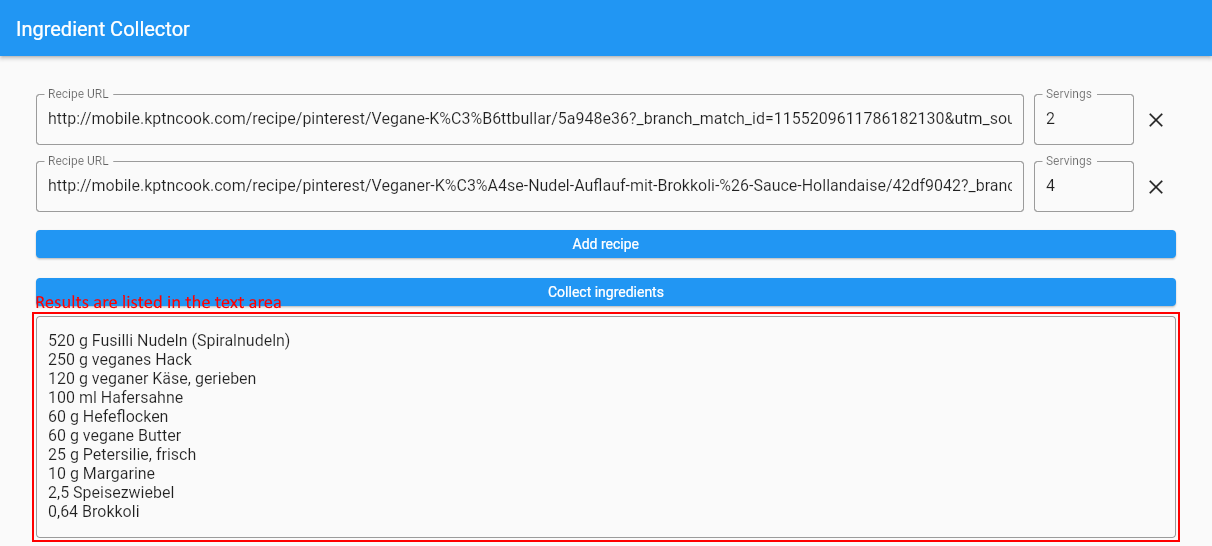 Ingredient Collector
Recipe URL
Servings
http://mobile.kptncook.com/recipe/pinterest/Vegane-K%C3%B6ttbullar/5a948e36?_branch_match_id=1155209611786182130&utm_sou
2
Recipe URL
Servings
http://mobile.kptncook.com/recipe/pinterest/Veganer-K%C3%A4se-Nudel-Auflauf-mit-Brokkoli-%26-Sauce-Hollandaise/42df9042?_branc
4
Add recipe
Collect ingredients
Results are listed in the text area
520 g Fusilli Nudeln (Spiralnudeln)
250 g veganes Hack
120 g veganer Käse, gerieben
100 ml Hafersahne
60 g Hefeflocken
60 g vegane Butter
25 g Petersilie, frisch
10 g Margarine
2,5 Speisezwiebel
0,64 Brokkoli